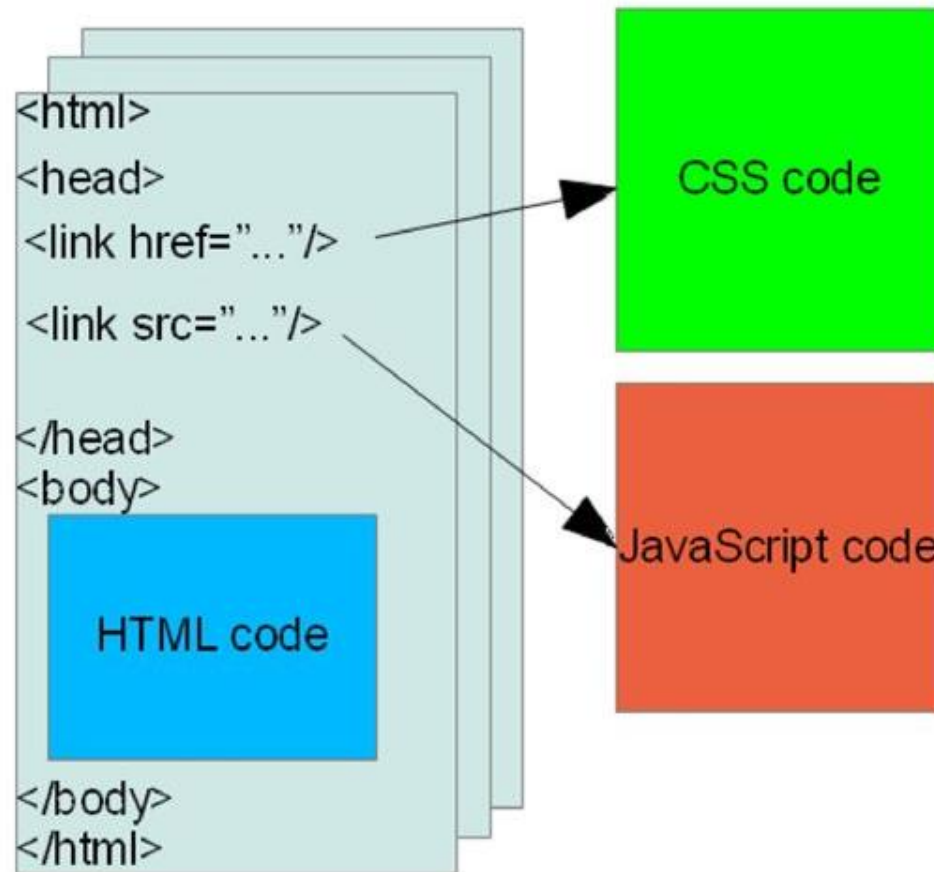 <html>
<head>
<link href="..."/>
<link src="..."/>
</head>
<body>
HTML code
</body>
</html>
CSS code
JavaScript code